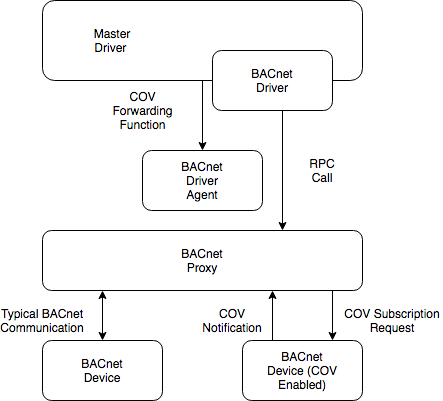 Master
Driver
BACnet
Driver
COV
Forwarding
Function
BACnet
Driver
Agent
RPC
Call
BACnet
Proxy
Typical BACnet
Communication
COV
Notification
COV Subscription
Request
BACnet
Device
BACnet
Device (COV
Enabled)